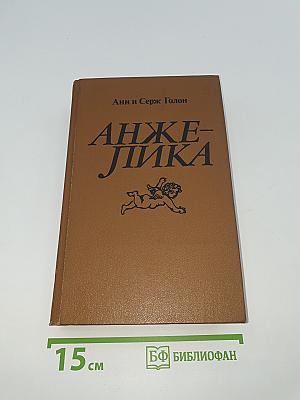 Анн и Серж Голон
АНЖЕ-
ЛИКА
15 см
БФ БИБЛИОФАН